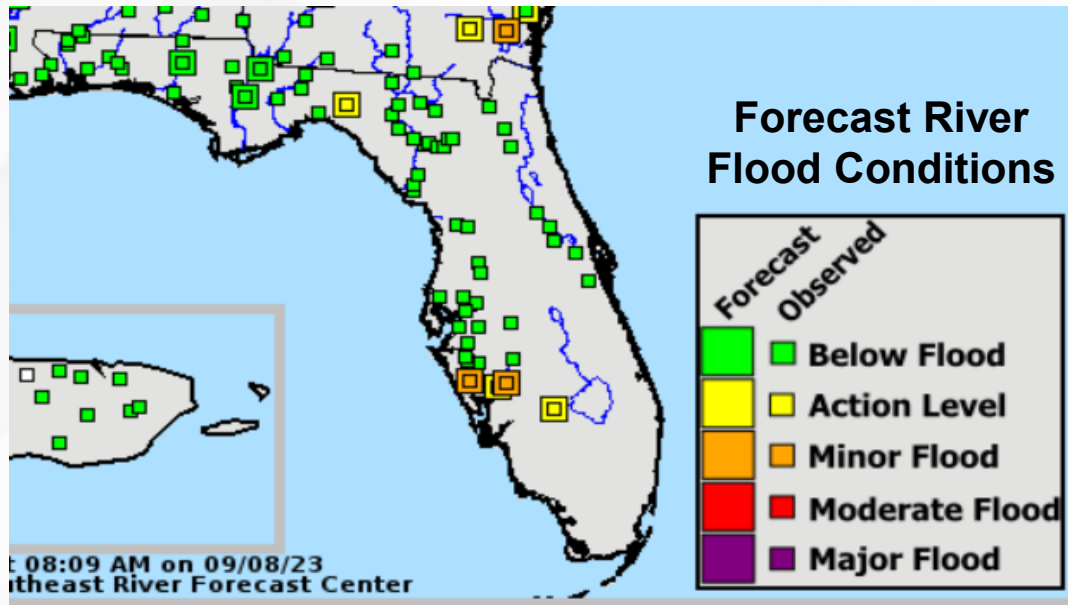 Forecast River
Flood Conditions
Forecast
Observed
Below Flood
Action Level
Minor Flood
Moderate Flood
Major Flood
t 08:09 AM on 09/08/23
utheast River Forecast Center